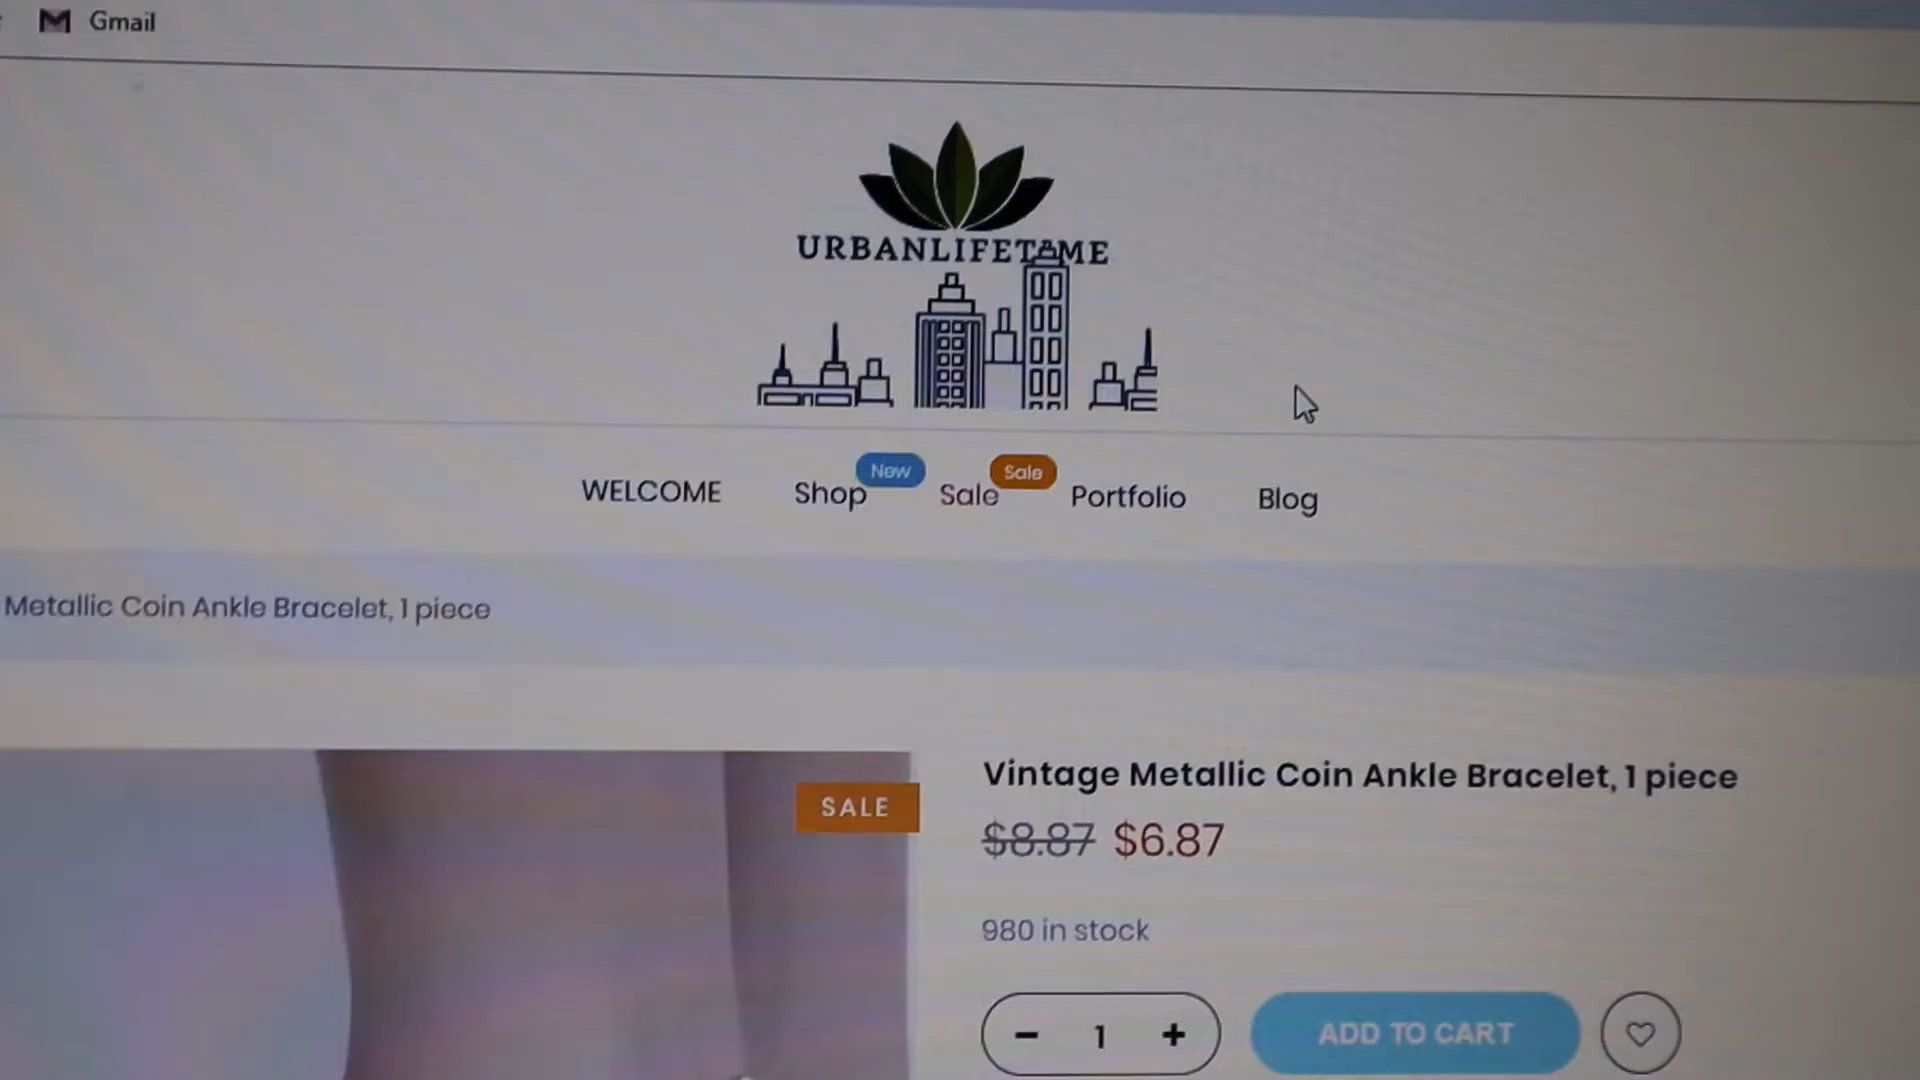 Gmail
URBANLIFETIME
WELCOME
Shop
New
Sale
Sale
Portfolio
Blog
Metallic Coin Ankle Bracelet, 1 piece
SALE
Vintage Metallic Coin Ankle Bracelet, 1 piece
$8.87 $6.87
980 in stock
- 1 +
ADD TO CART